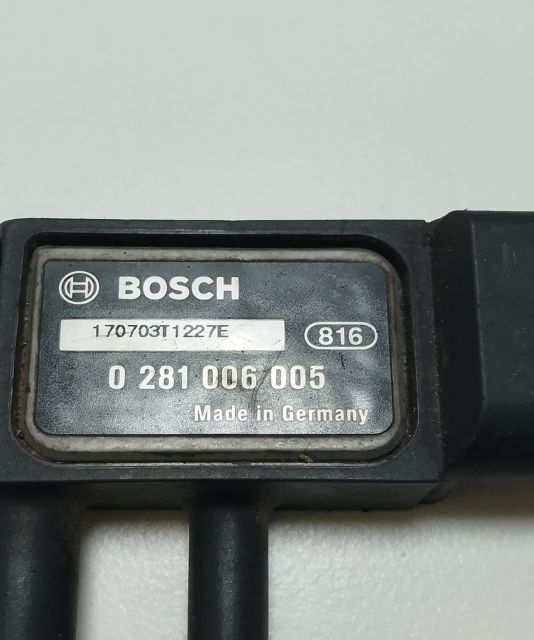 BOSCH
170703T1227E 816
0 281 006 005
Made in Germany